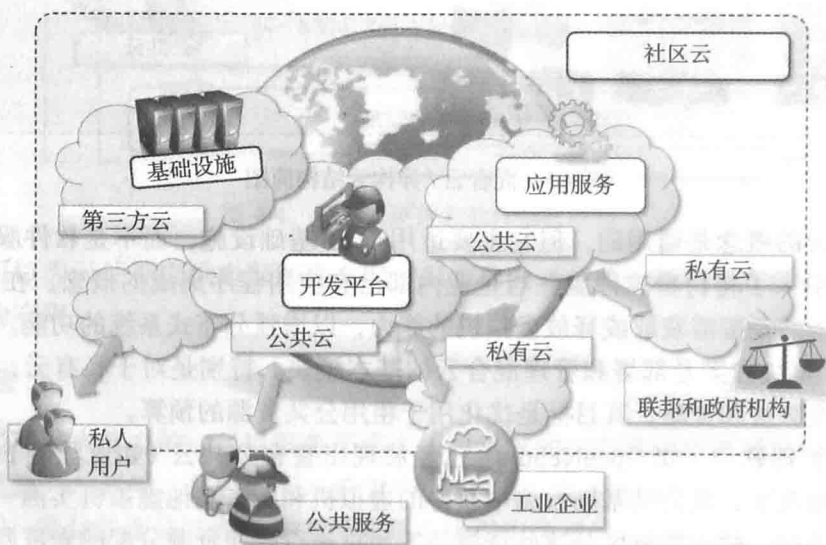 社区云
基础设施
第三方云
应用服务
公共云
开发平台
公共云
私有云
私有云
联邦和政府机构
私人
用户
公共服务
工业企业